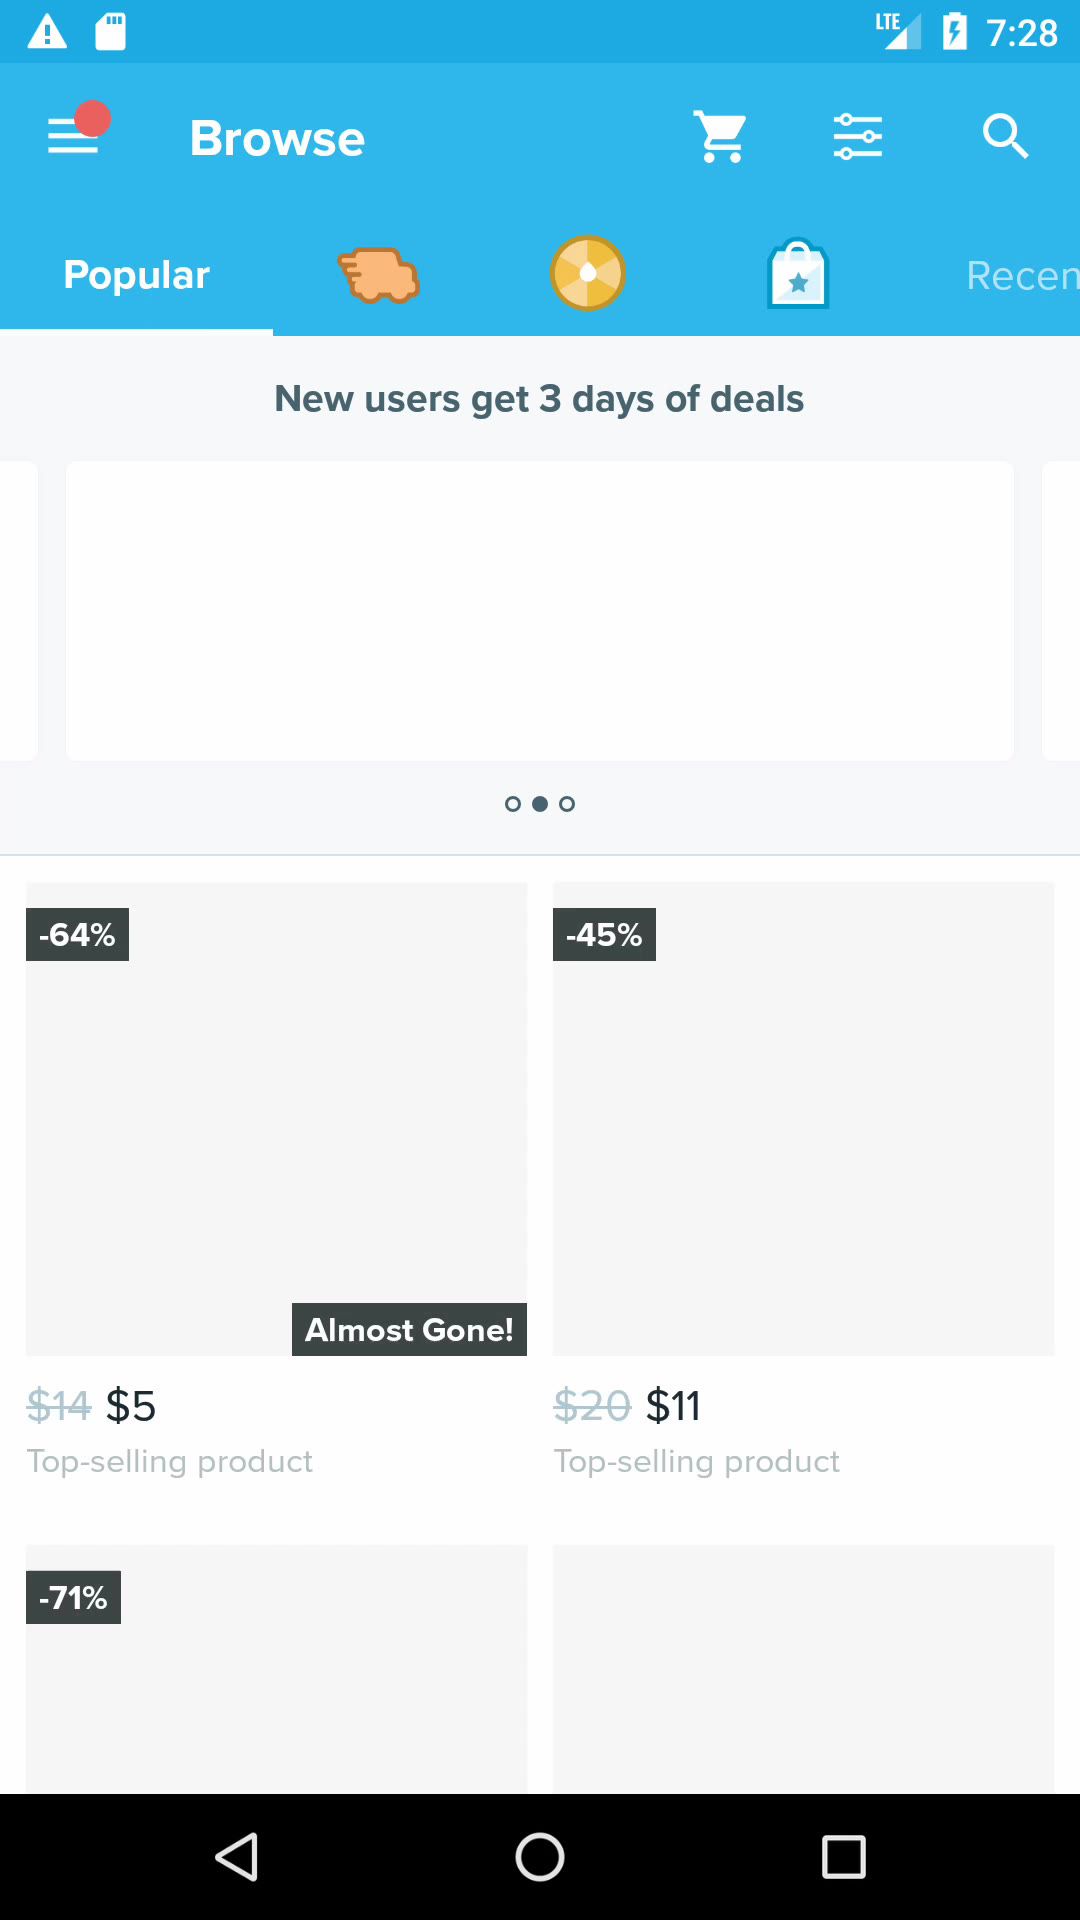 LTE 7:28
Browse
Popular
Recen
New users get 3 days of deals
-64%
-45%
Almost Gone!
$14 $5
$20 $11
Top-selling product
Top-selling product
-71%